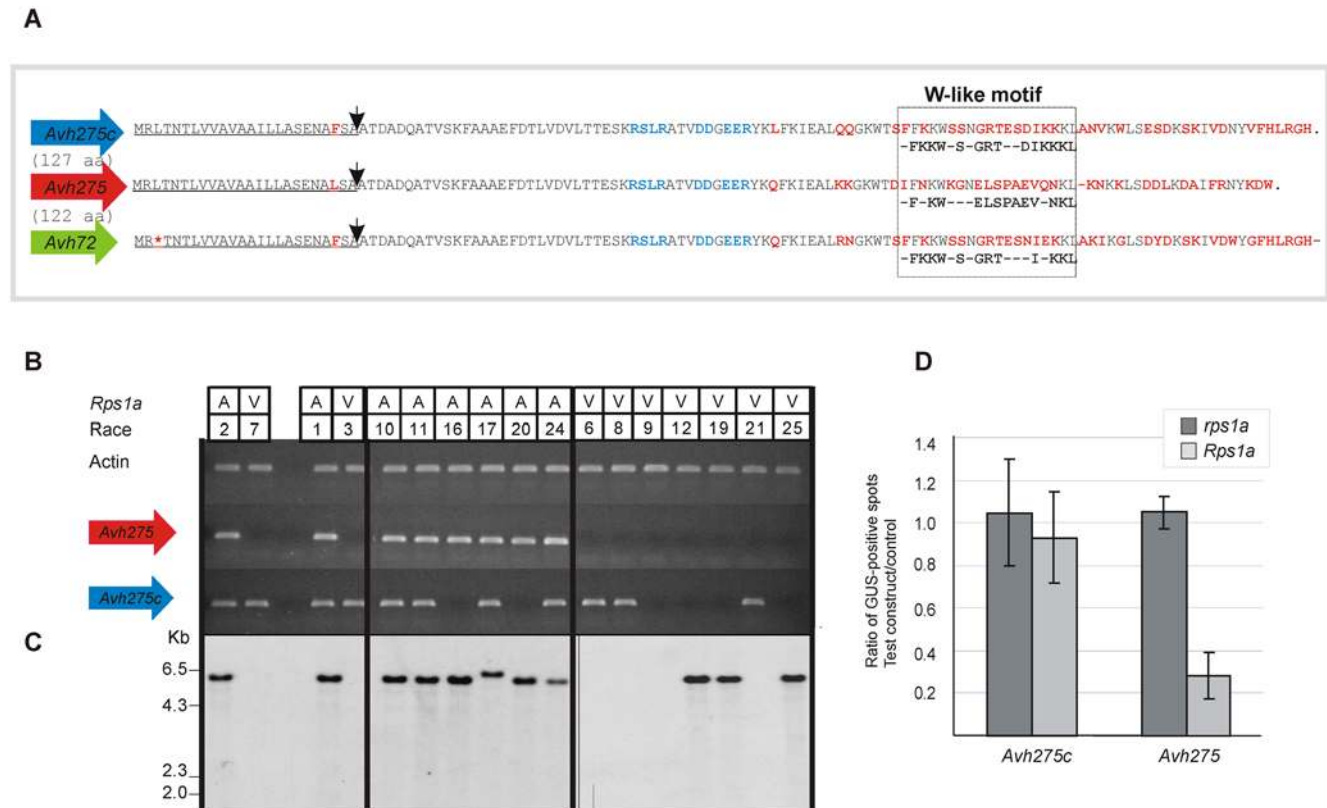 A
W-like motif
Avh275c MRLTNTLVVAVAAILLASENAFSAATDADQATVSKFAAAEFDTLVDVLTTESKRSLRATVDDGEERYKLFKIEALQQGKWTSFFKKWSSNGRTESDIKKKLANVKWLSESDKSKIVDNYVFHLRGH.
-FKKW-S-GRT--DIKKKL
(127 aa)
Avh275 MRLTNTLVVAVAAILLASENALSAATDADQATVSKFAAAEFDTLVDVLTTESKRSLRATVDDGEERYKQFKIEALKKGKWTDIFNKWKGNELSPAEVQNKL-KNKKLSDDLKDAIFRNYKDW.
-F-KW---ELSPAEV-NKL
(122 aa)
Avh72 MR*TNTLVVAVAAILLASENAFSAATDADQATVSKFAAAEFDTLVDVLTTESKRSLRATVDDGEERYKQFKIEALRNGKWTSFFKKWSSNGRTESNIEKKLAKIKGLSDYDKSKIVDWYGFHLRGH-
-FKKW-S-GRT---I-KKL
B
Rps1a A V A V A A A A A A V V V V V V V
Race 2 7 1 3 10 11 16 17 20 24 6 8 9 12 19 21 25
Actin
Avh275
Avh275c
C
Kb
6.5
4.3
2.3
2.0
D
rps1a
Rps1a
Ratio of GUS-positive spots
Test construct/control
1.4
1.2
1.0
0.8
0.6
0.4
0.2
Avh275c Avh275